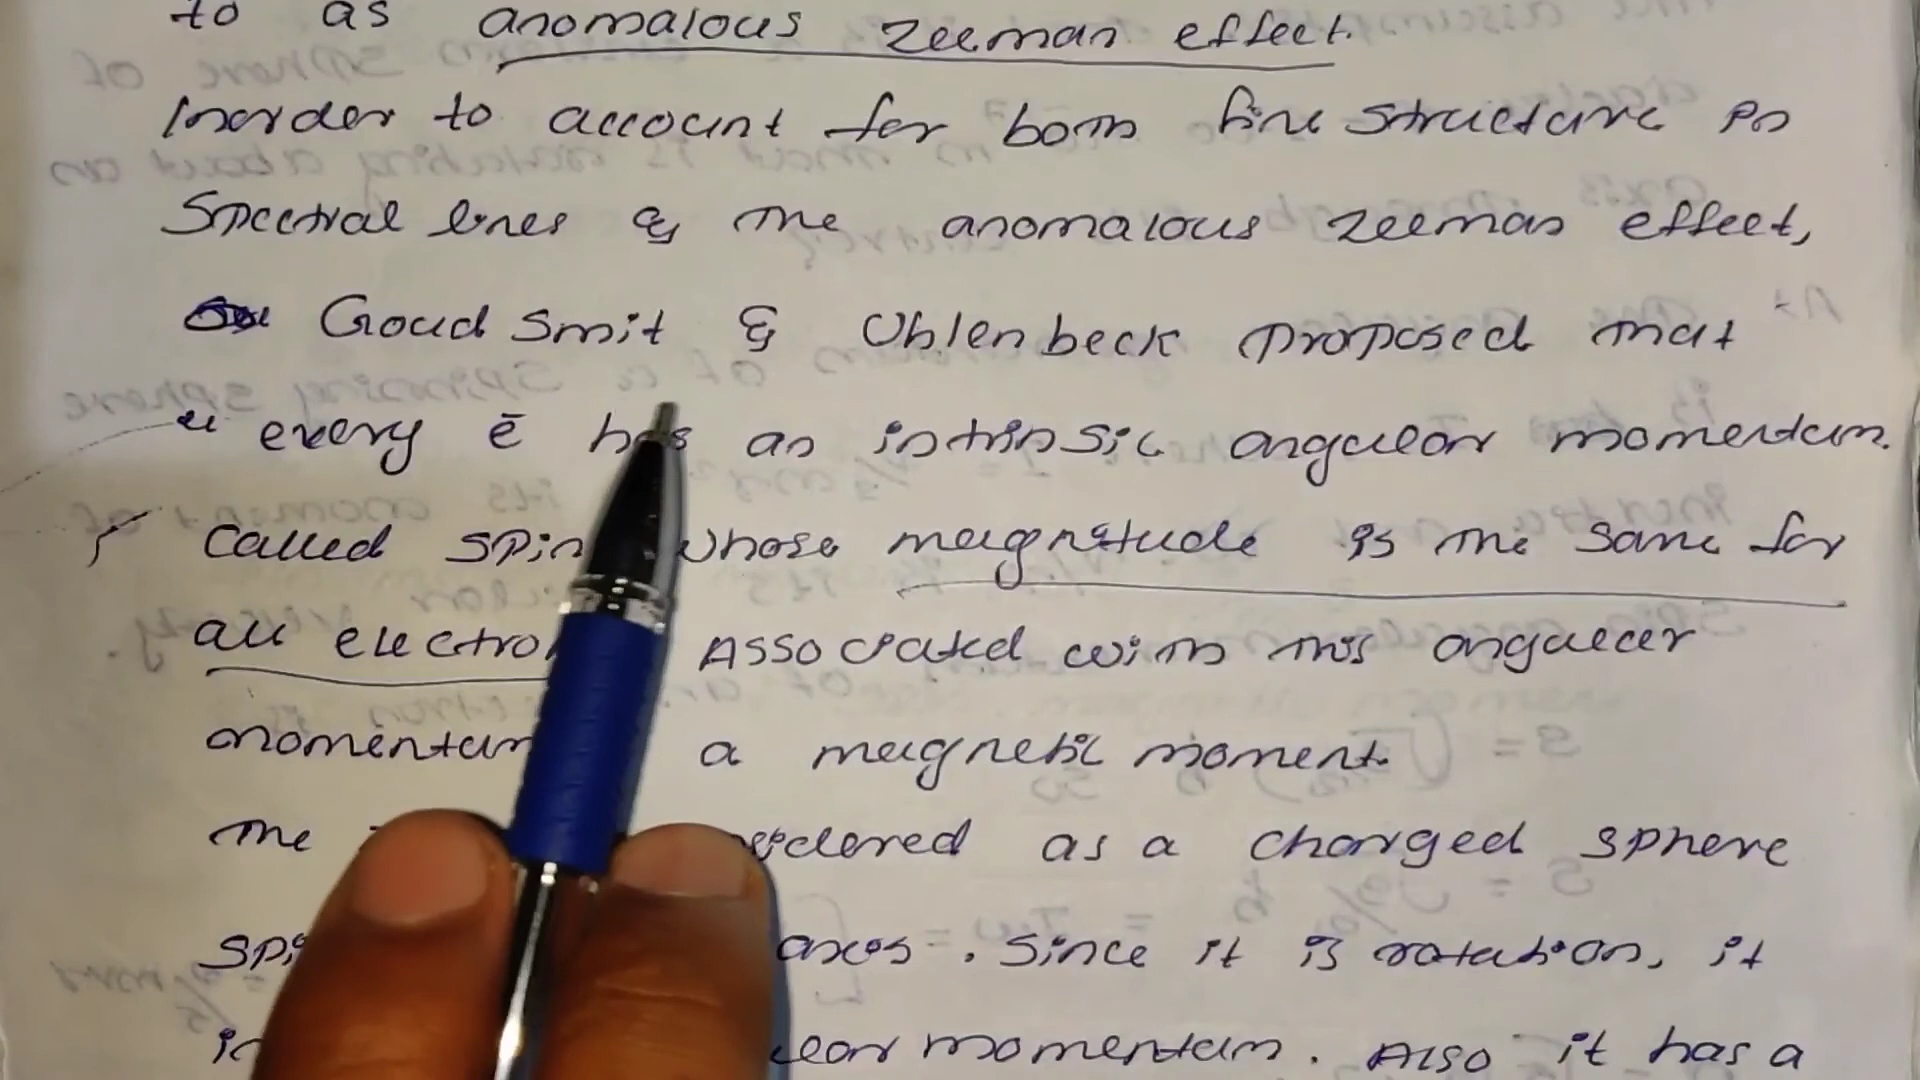 to as anomalous zeeman effect.
Inorder to account for both fine structure in
Spectral lines & the anomalous zeeman effect,
Goud Smit & Uhlenbeck proposed that
" every ē has an intrinsic angular momentum.
called spin whose magnitude is the same for
all electron Associated with this angular
momentum a magnetic moment.
The as a charged sphere
axis . Since it is rotation, it
momentum . Also it has a